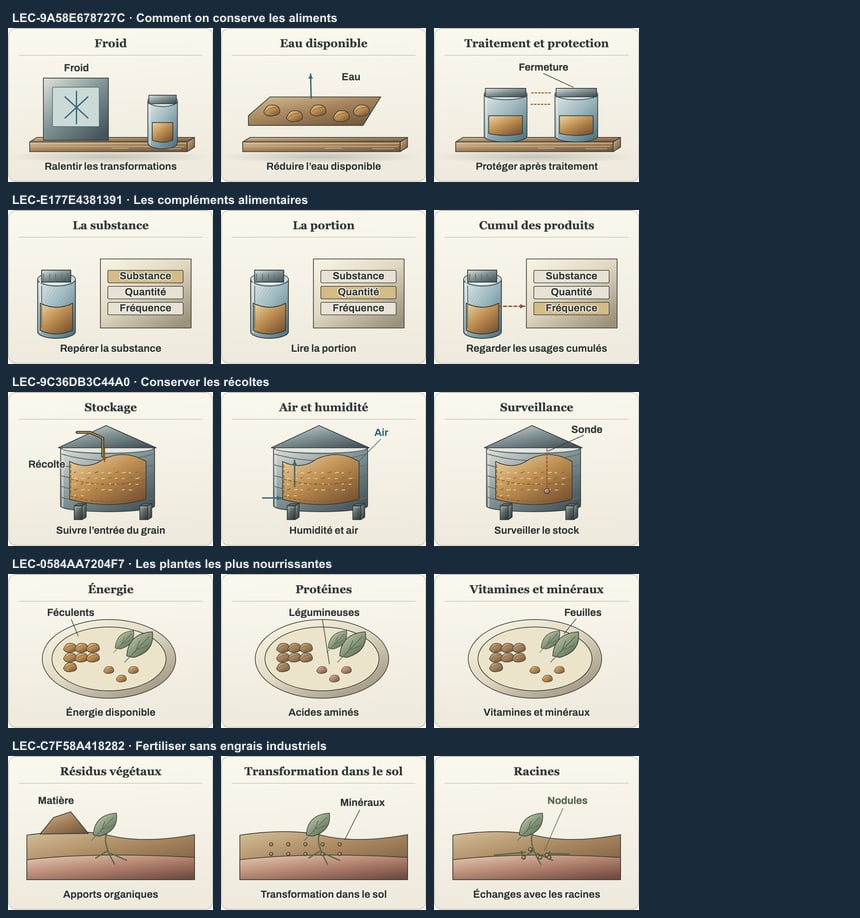 LEC-9A58E678727C · Comment on conserve les aliments
Froid
Eau disponible
Traitement et protection
Froid
Eau
Fermeture
Ralentir les transformations
Réduire l'eau disponible
Protéger après traitement
LEC-E177E4381391 · Les compléments alimentaires
La substance
La portion
Cumul des produits
Substance
Quantité
Fréquence
Substance
Quantité
Fréquence
Substance
Quantité
Fréquence
Repérer la substance
Lire la portion
Regarder les usages cumulés
LEC-9C36DB3C44A0 · Conserver les récoltes
Stockage
Air et humidité
Surveillance
Récolte
Air
Sonde
Suivre l'entrée du grain
Humidité et air
Surveiller le stock
LEC-0584AA7204F7 · Les plantes les plus nourrissantes
Énergie
Protéines
Vitamines et minéraux
Féculents
Légumineuses
Feuilles
Énergie disponible
Acides aminés
Vitamines et minéraux
LEC-C7F58A418282 · Fertiliser sans engrais industriels
Résidus végétaux
Transformation dans le sol
Racines
Matière
Minéraux
Nodules
Apports organiques
Transformation dans le sol
Échanges avec les racines